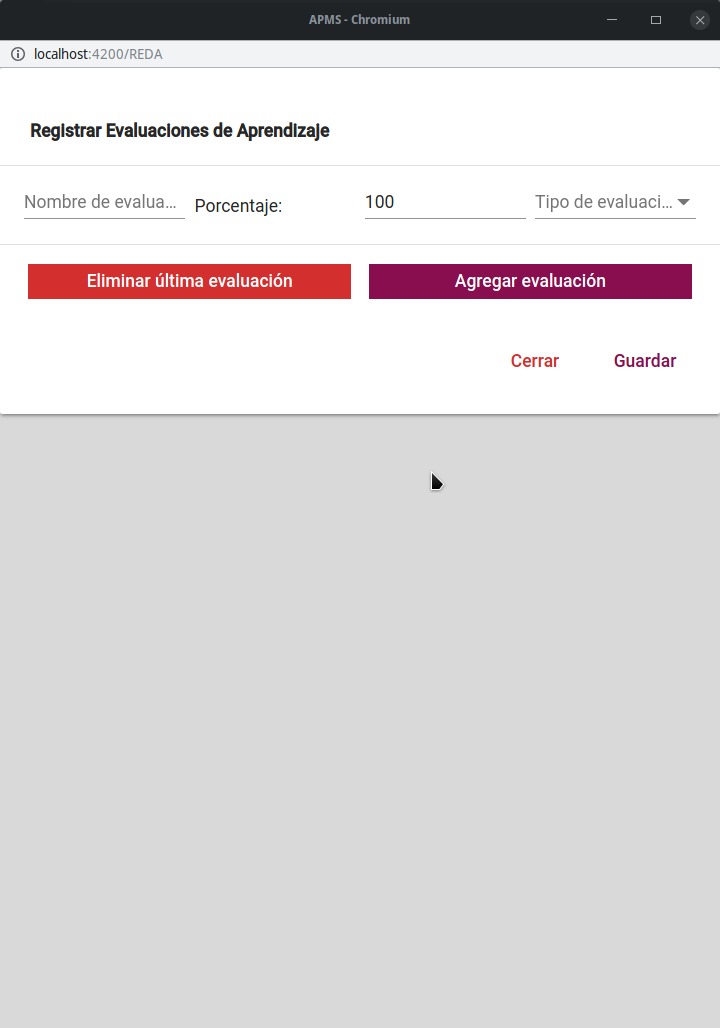 APMS - Chromium
localhost:4200/REDA
Registrar Evaluaciones de Aprendizaje
Nombre de evalua... Porcentaje: 100 Tipo de evaluaci...
Eliminar última evaluación Agregar evaluación
Cerrar Guardar